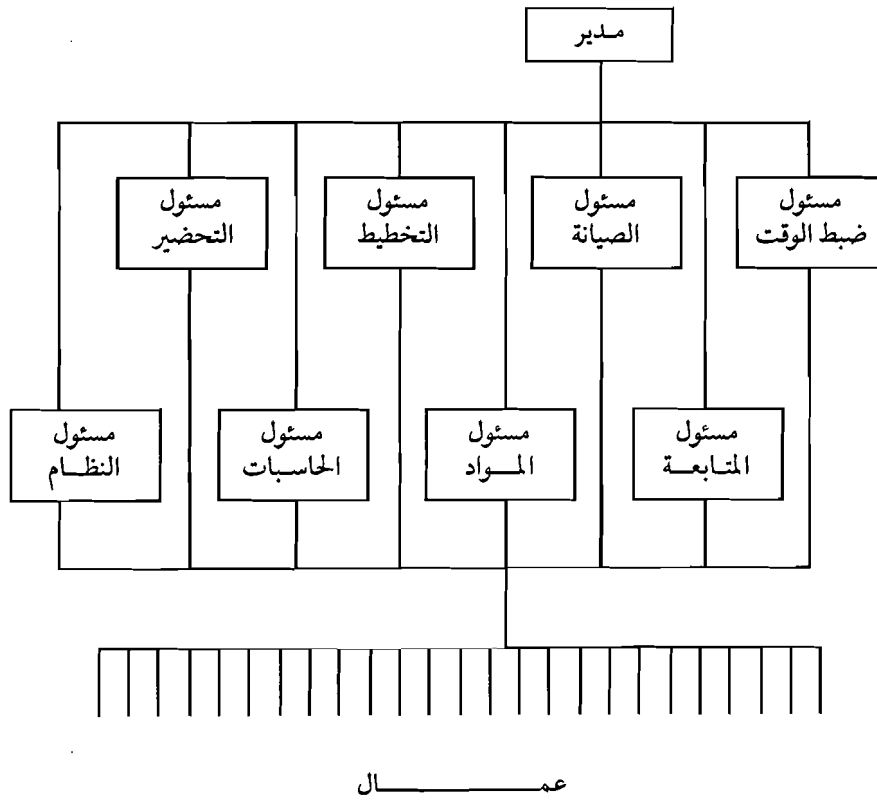 مدير
مسئول
ضبط الوقت
مسئول
الصيانة
مسئول
التخطيط
مسئول
التحضير
مسئول
المتابعة
مسئول
المواد
مسئول
الحاسبات
مسئول
النظام
عمال